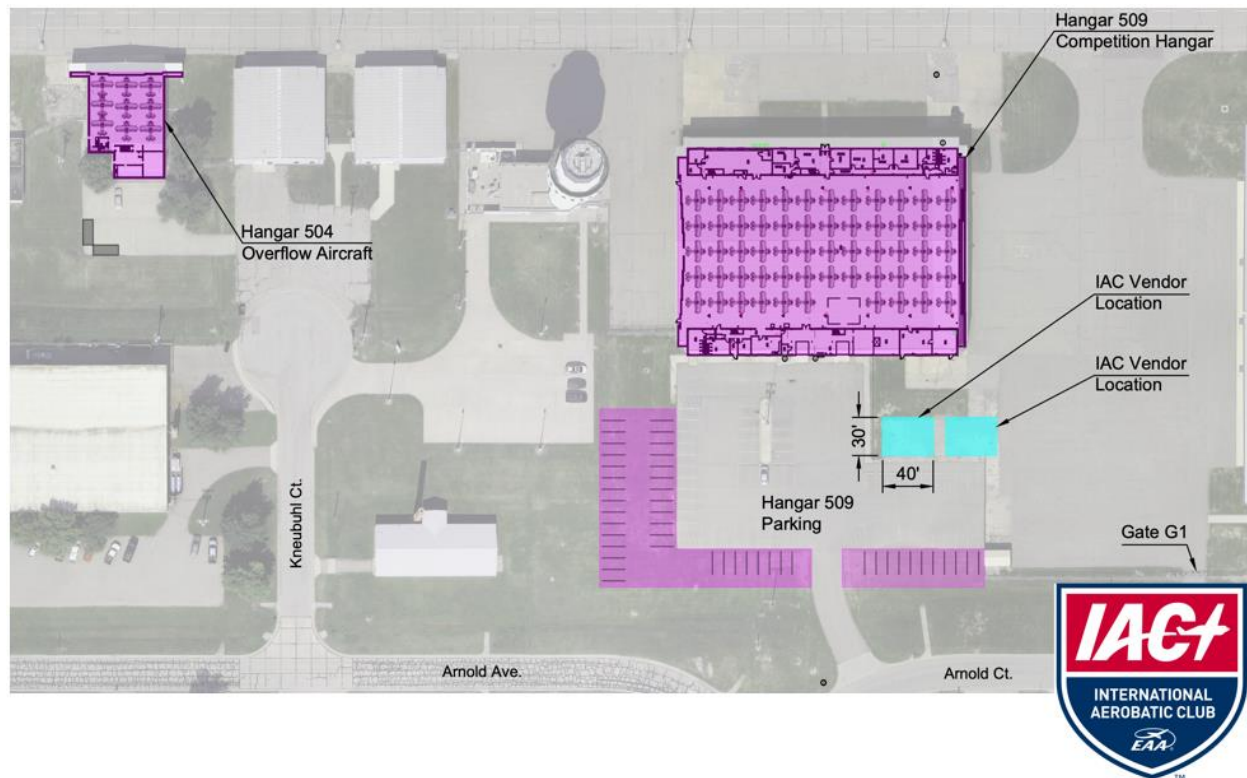 Hangar 509
Competition Hangar
Hangar 504
Overflow Aircraft
IAC Vendor
Location
IAC Vendor
Location
30'
40'
Hangar 509
Parking
Kneubuhl Ct.
Gate G1
Arnold Ave.
Arnold Ct.
IAC
INTERNATIONAL
AEROBATIC CLUB
EAA
TM